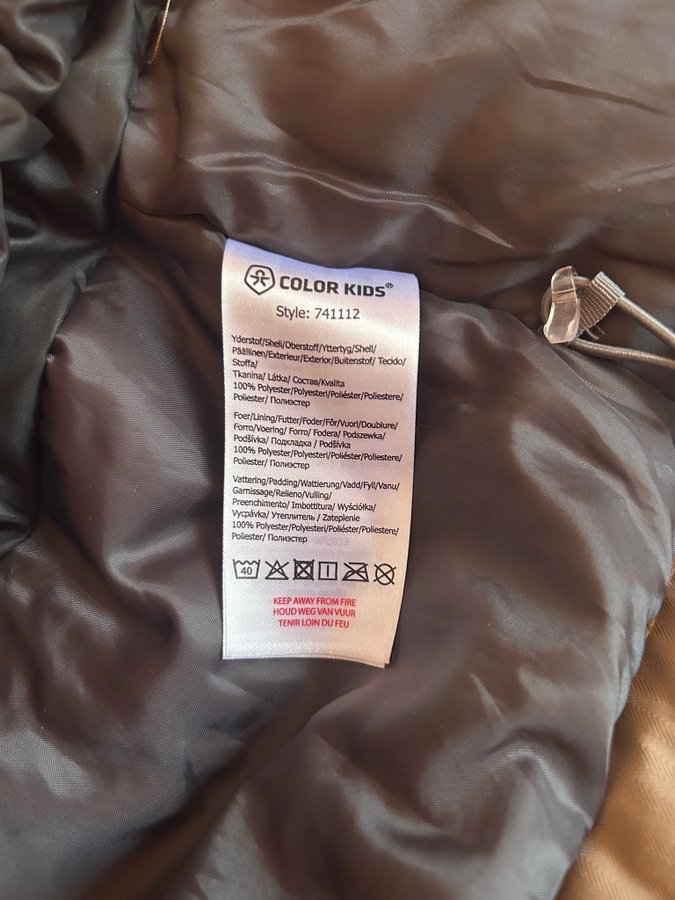 COLOR KIDS®
Style: 741112
Yderstof/Shell/Oberstoff/Yttertyg/Shell/
Päällinen/Exterieur/Exterior/Buitenstof/ Tecido/
Stoffa/
Tkanina/ Látka/ Состав/Kvalita
100% Polyester/Polyesteri/Poliéster/Poliestere/
Poliester/ Полиэстер
Foer/Lining/Futter/Foder/Fôr/Vuori/Doublure/
Forro/Voering/ Forro/ Fodera/ Podszewka/
Podšívka/ Подкладка / Podšívka
100% Polyester/Polyesteri/Poliéster/Poliestere/
Poliester/ Полиэстер
Vattering/Padding/Wattierung/Vadd/Fyll/Vanu/
Garnissage/Relleno/Vulling/
Preenchimento/ Imbottitura/ Wyściółka/
Vycpávka/ Утеплитель / Zateplenie
100% Polyester/Polyesteri/Poliéster/Poliestere/
Poliester/ Полиэстер
40
KEEP AWAY FROM FIRE
HOUD WEG VAN VUUR
TENIR LOIN DU FEU